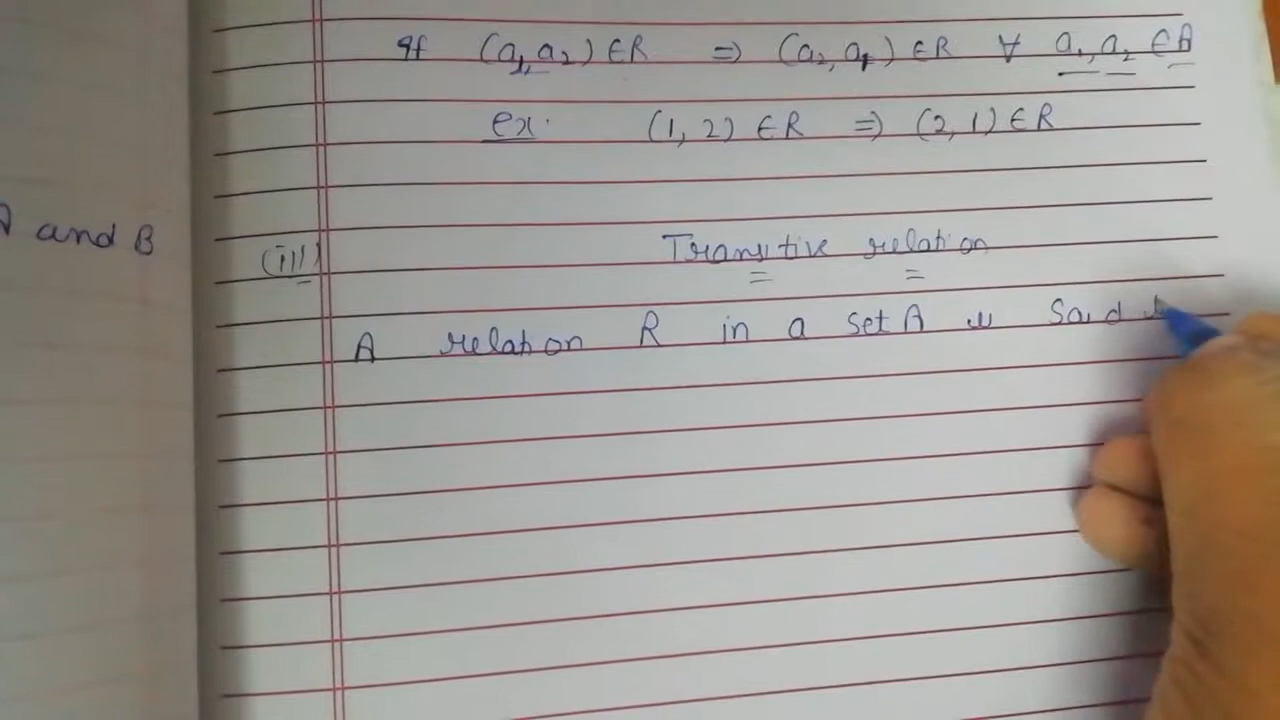 If (a1, a2) ∈ R ⇒ (a2, a1) ∈ R ∀ a1, a2 ∈ A
ex. (1, 2) ∈ R ⇒ (2, 1) ∈ R
and B
(iii) Transitive relation
A relation R in a set A is said